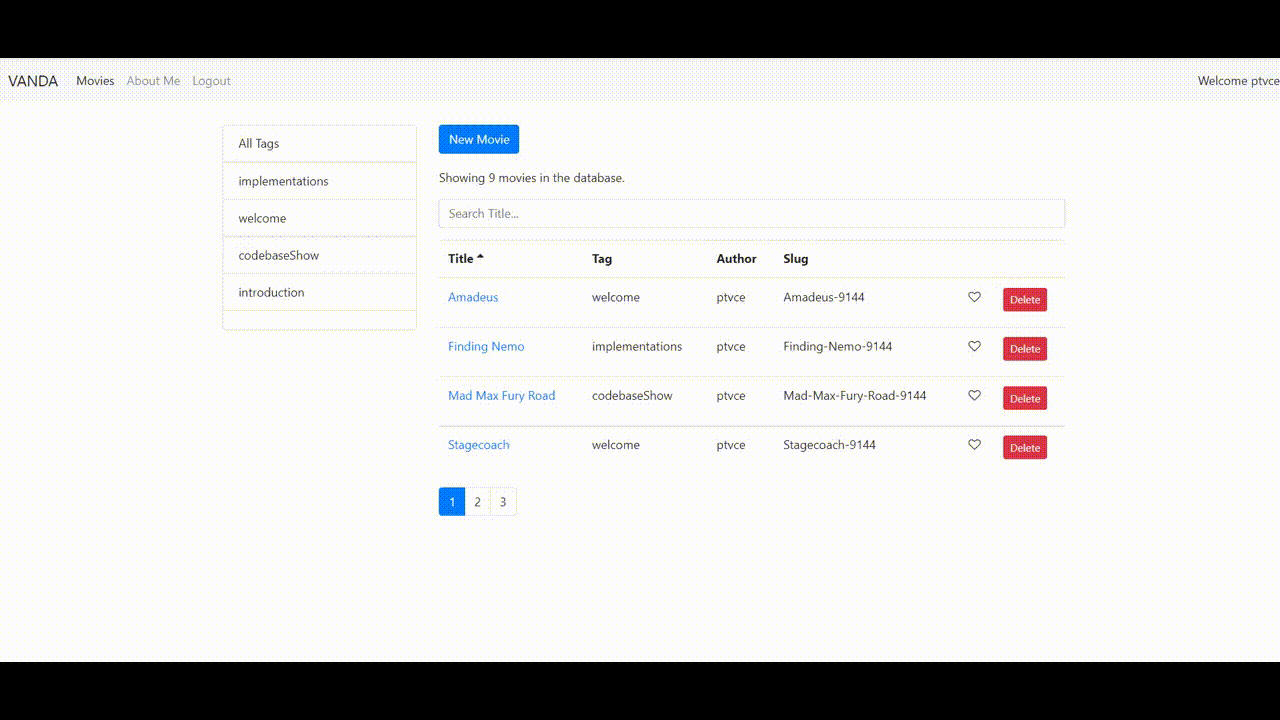 VANDA Movies About Me Logout Welcome ptvce
All Tags
implementations
welcome
codebaseShow
introduction
New Movie
Showing 9 movies in the database.
Search Title...
Title Tag Author Slug
Amadeus welcome ptvce Amadeus-9144 Delete
Finding Nemo implementations ptvce Finding-Nemo-9144 Delete
Mad Max Fury Road codebaseShow ptvce Mad-Max-Fury-Road-9144 Delete
Stagecoach welcome ptvce Stagecoach-9144 Delete
1 2 3